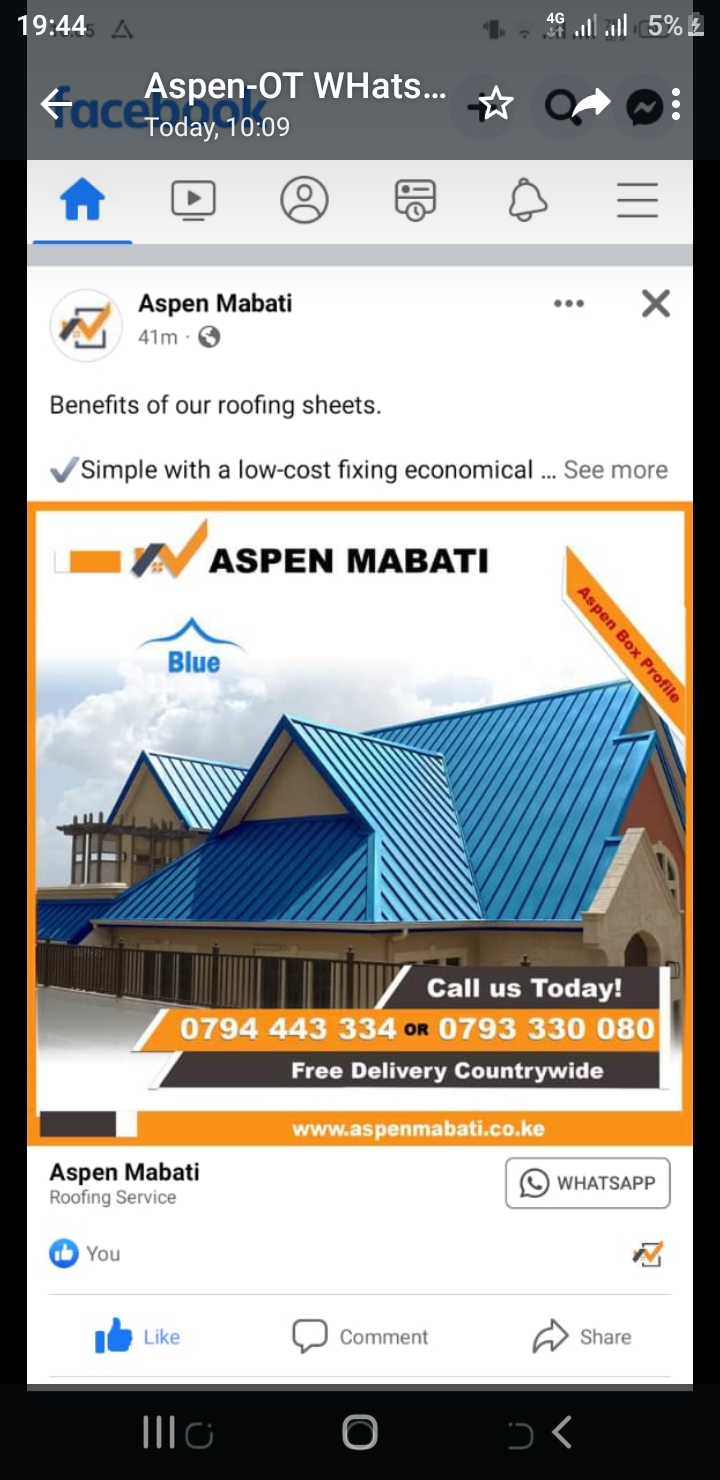 19:44
4G
5%
Aspen-OT WHats...
facebook
Today, 10:09
Aspen Mabati
41m ·
Benefits of our roofing sheets.
✔Simple with a low-cost fixing economical ... See more
ASPEN MABATI
Aspen Box Profile
Blue
Call us Today!
0794 443 334 OR 0793 330 080
Free Delivery Countrywide
www.aspenmabati.co.ke
Aspen Mabati
Roofing Service
WHATSAPP
You
Like
Comment
Share